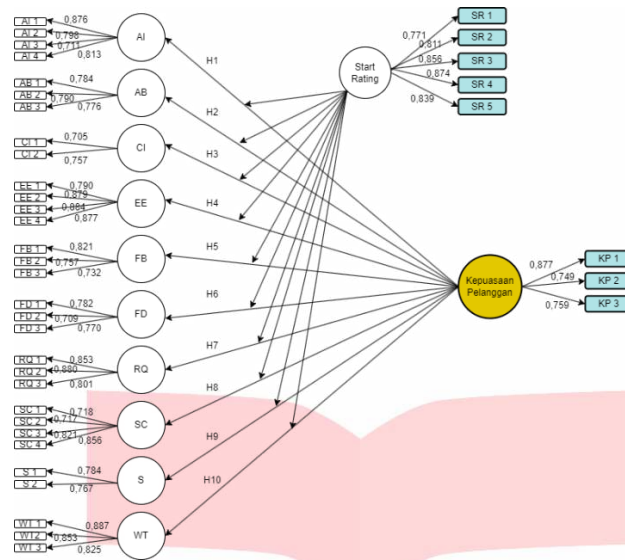 AI 1
AI 2
AI 3
AI 4
0,876
0,798
0,711
0,813
AI
AB 1
AB 2
AB 3
0,784
0,790
0,776
AB
CI 1
CI 2
0,705
0,757
CI
EE 1
EE 2
EE 3
EE 4
0,790
0,879
0,884
0,877
EE
FB 1
FB 2
FB 3
0,821
0,757
0,732
FB
FD 1
FD 2
FD 3
0,782
0,709
0,770
FD
RQ 1
RQ 2
RQ 3
0,853
0,880
0,801
RQ
SC 1
SC 2
SC 3
SC 4
0,718
0,717
0,821
0,856
SC
S 1
S 2
0,784
0,767
S
WT 1
WT2
WT 3
0,887
0,853
0,825
WT
H1
H2
H3
H4
H5
H6
H7
H8
H9
H10
Start
Rating
0,771
0,811
0,856
0,874
0,839
SR 1
SR 2
SR 3
SR 4
SR 5
Kepuasaan
Pelanggan
0,877
0,749
0,759
KP 1
KP 2
KP 3